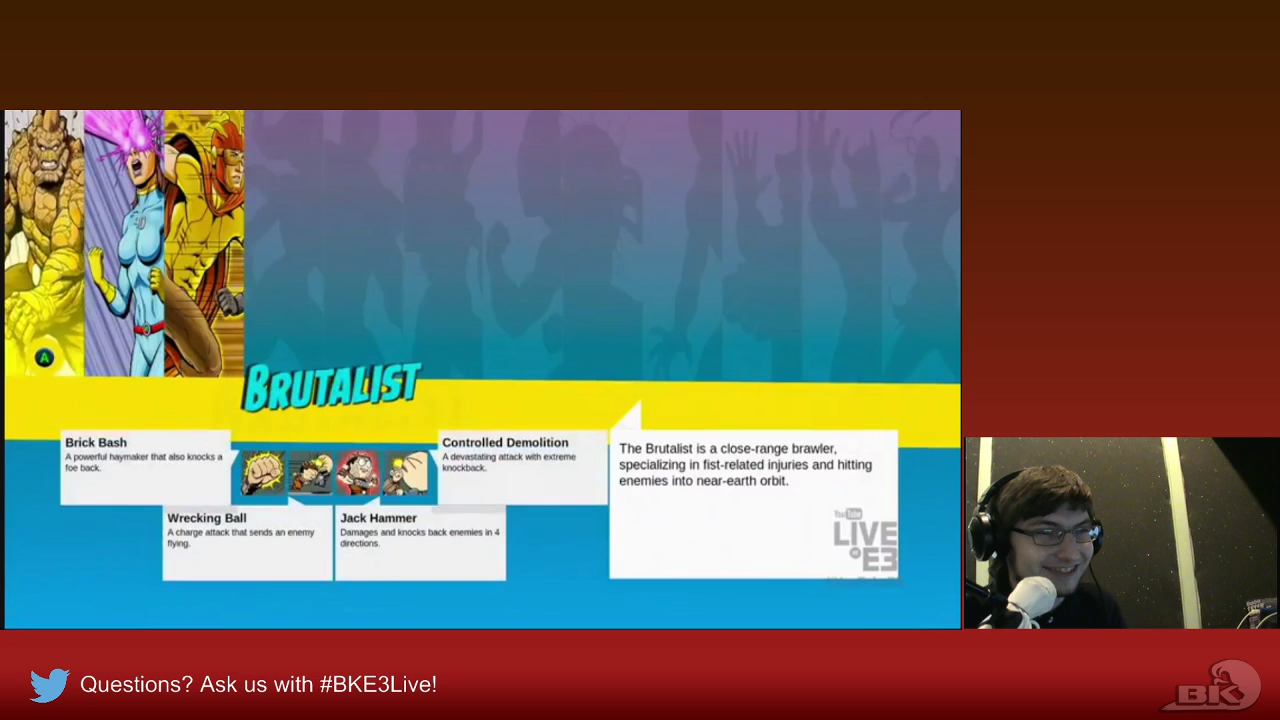 A
BRUTALIST
Brick Bash
A powerful haymaker that also knocks a
foe back.
Controlled Demolition
A devastating attack with extreme
knockback.
The Brutalist is a close-range brawler,
specializing in fist-related injuries and hitting
enemies into near-earth orbit.
Wrecking Ball
A charge attack that sends an enemy
flying.
Jack Hammer
Damages and knocks back enemies in 4
directions.
YouTube
LIVE
at E3
Questions? Ask us with #BKE3Live!
BK